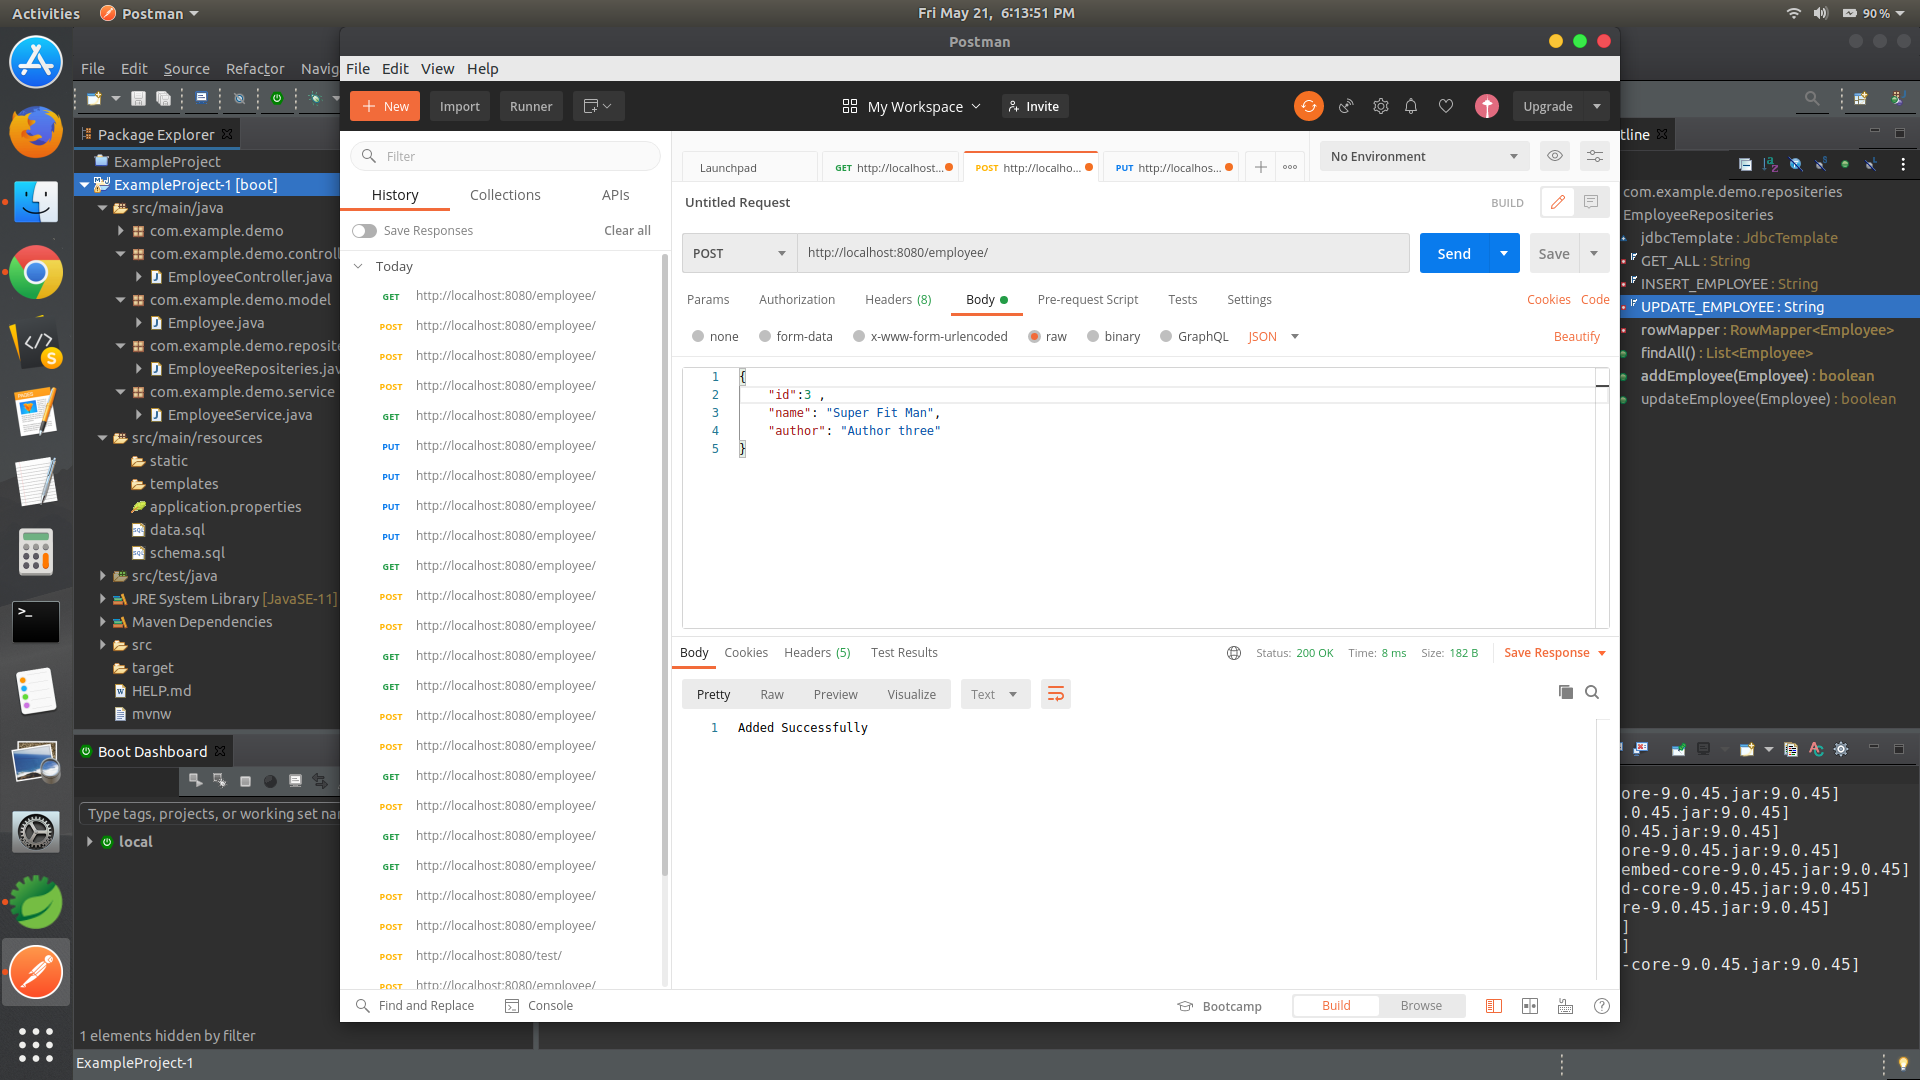 Activities Postman Fri May 21, 6:13:51 PM 90%
Postman
File Edit Source Refactor Navig
File Edit View Help
New Import Runner My Workspace Invite Upgrade
Package Explorer
ExampleProject
ExampleProject-1 [boot]
src/main/java
com.example.demo
com.example.demo.controll
EmployeeController.java
com.example.demo.model
Employee.java
com.example.demo.reposite
EmployeeRepositeries.jav
com.example.demo.service
EmployeeService.java
src/main/resources
static
templates
application.properties
data.sql
schema.sql
src/test/java
JRE System Library [JavaSE-11]
Maven Dependencies
src
target
HELP.md
mvnw
Boot Dashboard
Type tags, projects, or working set nam
local
1 elements hidden by filter
ExampleProject-1
Filter
History Collections APIs
Save Responses Clear all
Today
GET http://localhost:8080/employee/
POST http://localhost:8080/employee/
POST http://localhost:8080/employee/
POST http://localhost:8080/employee/
GET http://localhost:8080/employee/
PUT http://localhost:8080/employee/
PUT http://localhost:8080/employee/
PUT http://localhost:8080/employee/
PUT http://localhost:8080/employee/
GET http://localhost:8080/employee/
POST http://localhost:8080/employee/
POST http://localhost:8080/employee/
GET http://localhost:8080/employee/
GET http://localhost:8080/employee/
POST http://localhost:8080/employee/
POST http://localhost:8080/employee/
GET http://localhost:8080/employee/
POST http://localhost:8080/employee/
GET http://localhost:8080/employee/
GET http://localhost:8080/employee/
POST http://localhost:8080/employee/
POST http://localhost:8080/employee/
POST http://localhost:8080/test/
POST http://localhost:8080/employee/
Find and Replace Console
Launchpad GET http://localhost... POST http://localho... PUT http://localhos... No Environment
Untitled Request BUILD
POST http://localhost:8080/employee/ Send Save
Params Authorization Headers (8) Body Pre-request Script Tests Settings Cookies Code
none form-data x-www-form-urlencoded raw binary GraphQL JSON Beautify
1 {
2 "id":3 ,
3 "name": "Super Fit Man",
4 "author": "Author three"
5 }
Body Cookies Headers (5) Test Results Status: 200 OK Time: 8 ms Size: 182 B Save Response
Pretty Raw Preview Visualize Text
1 Added Successfully
Bootcamp Build Browse
tline
com.example.demo.repositeries
EmployeeRepositeries
jdbcTemplate : JdbcTemplate
GET_ALL : String
INSERT_EMPLOYEE : String
UPDATE_EMPLOYEE : String
rowMapper : RowMapper<Employee>
findAll() : List<Employee>
addEmployee(Employee) : boolean
updateEmployee(Employee) : boolean
ore-9.0.45.jar:9.0.45]
.0.45.jar:9.0.45]
0.45.jar:9.0.45]
ore-9.0.45.jar:9.0.45]
embed-core-9.0.45.jar:9.0.45]
d-core-9.0.45.jar:9.0.45]
re-9.0.45.jar:9.0.45]
]
]
-core-9.0.45.jar:9.0.45]